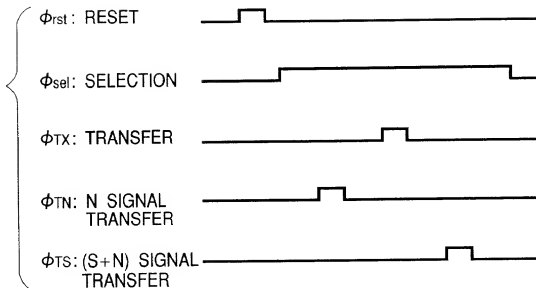 ϕrst: RESET
ϕsel: SELECTION
ϕTX: TRANSFER
ϕTN: N SIGNAL
TRANSFER
ϕTS: (S+N) SIGNAL
TRANSFER